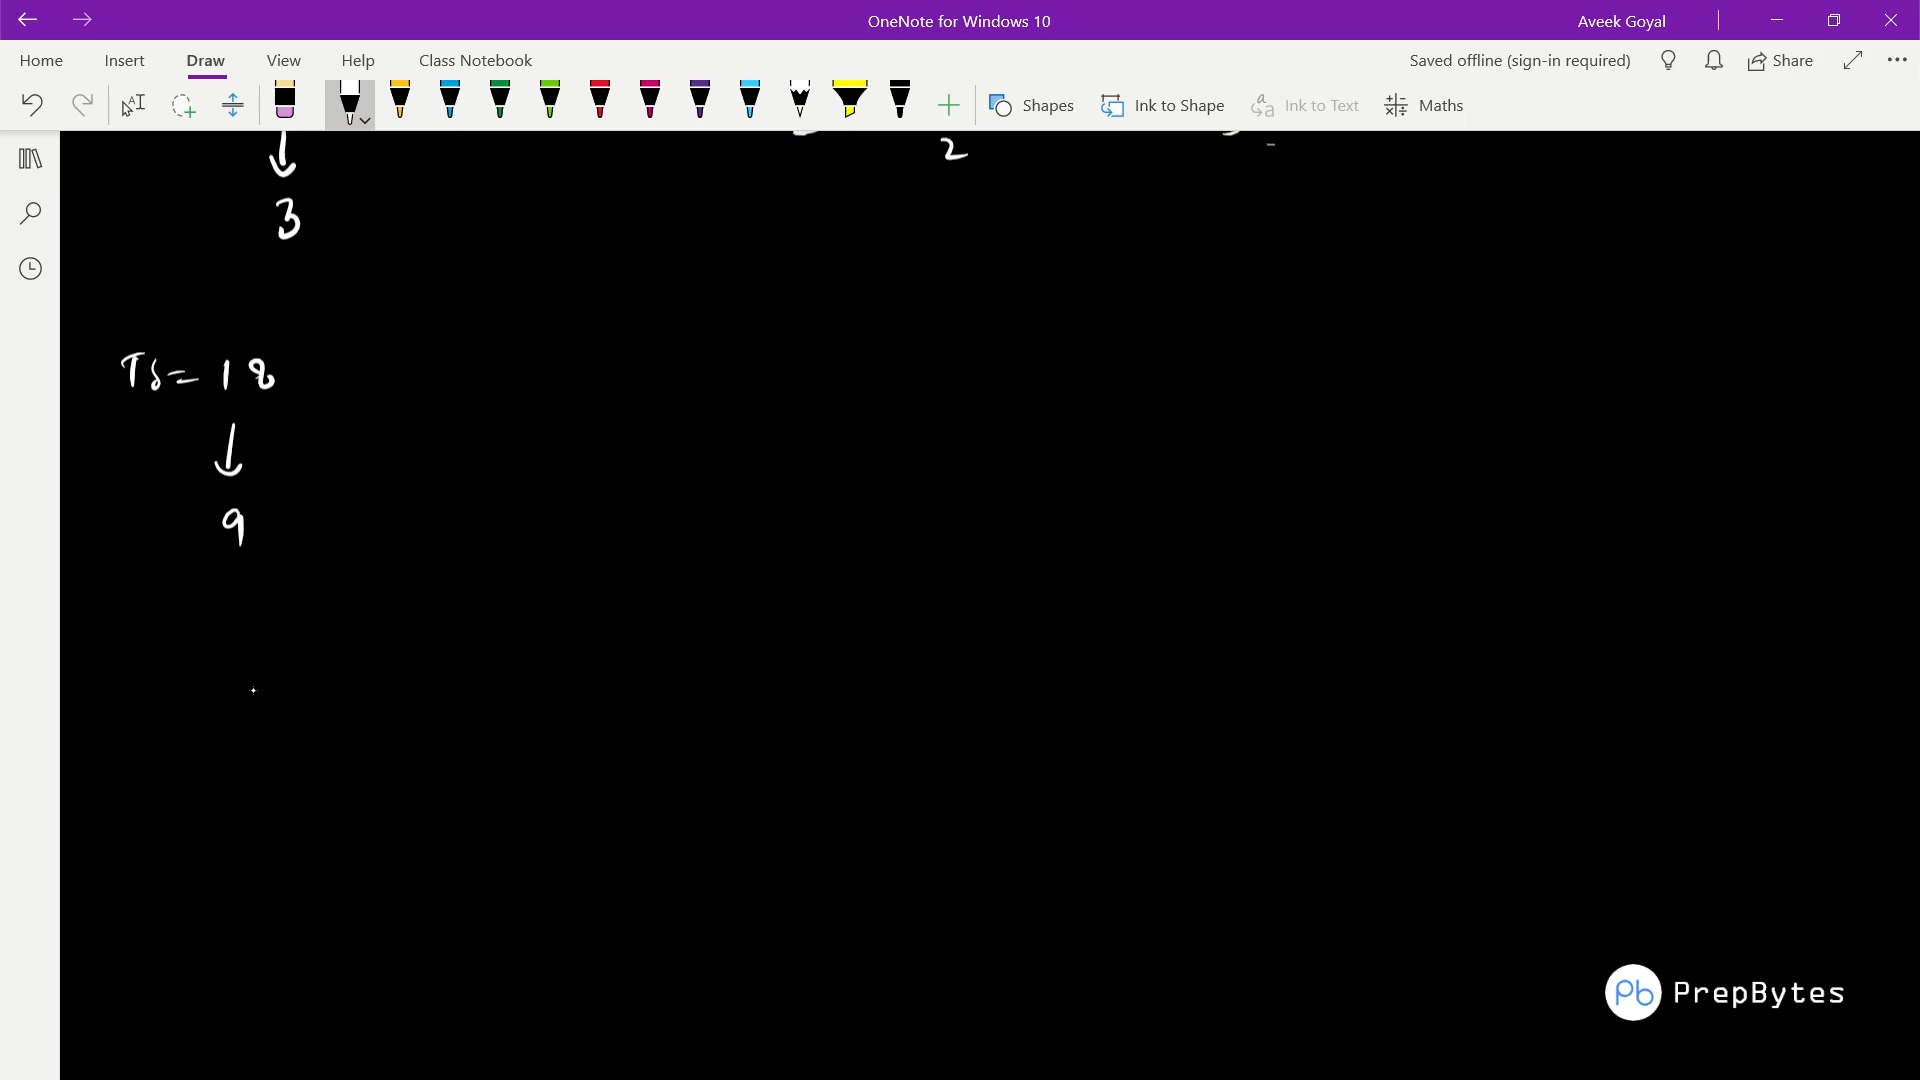 OneNote for Windows 10
Aveek Goyal
Home Insert Draw View Help Class Notebook
Saved offline (sign-in required) Share
Shapes Ink to Shape Ink to Text Maths
2
3
TS = 18
9
Pb PrepBytes